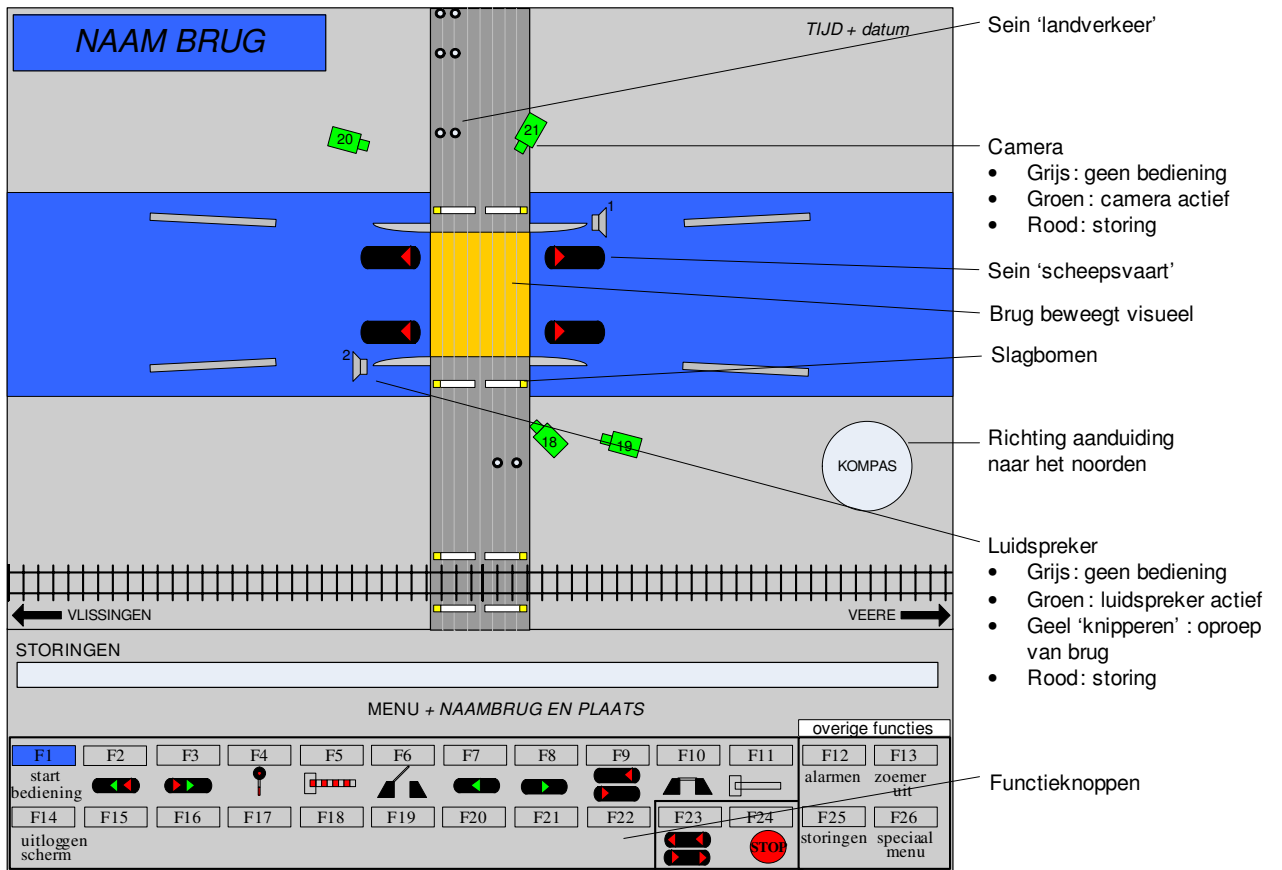 NAAM BRUG
TIJD + datum
20
21
1
2
18
19
KOMPAS
VLISSINGEN
VEERE
STORINGEN
MENU + NAAMBRUG EN PLAATS
overige functies
F1 F2 F3 F4 F5 F6 F7 F8 F9 F10 F11 F12 F13
start
bediening
alarmen
zoemer
uit
F14 F15 F16 F17 F18 F19 F20 F21 F22 F23 F24 F25 F26
uitloggen
scherm
STOP
storingen
speciaal
menu
Sein ‘landverkeer’
Camera
• Grijs: geen bediening
• Groen: camera actief
• Rood: storing
Sein ‘scheepsvaart’
Brug beweegt visueel
Slagbomen
Richting aanduiding
naar het noorden
Luidspreker
• Grijs: geen bediening
• Groen: luidspreker actief
• Geel ‘knipperen’ : oproep
van brug
• Rood: storing
Functieknoppen